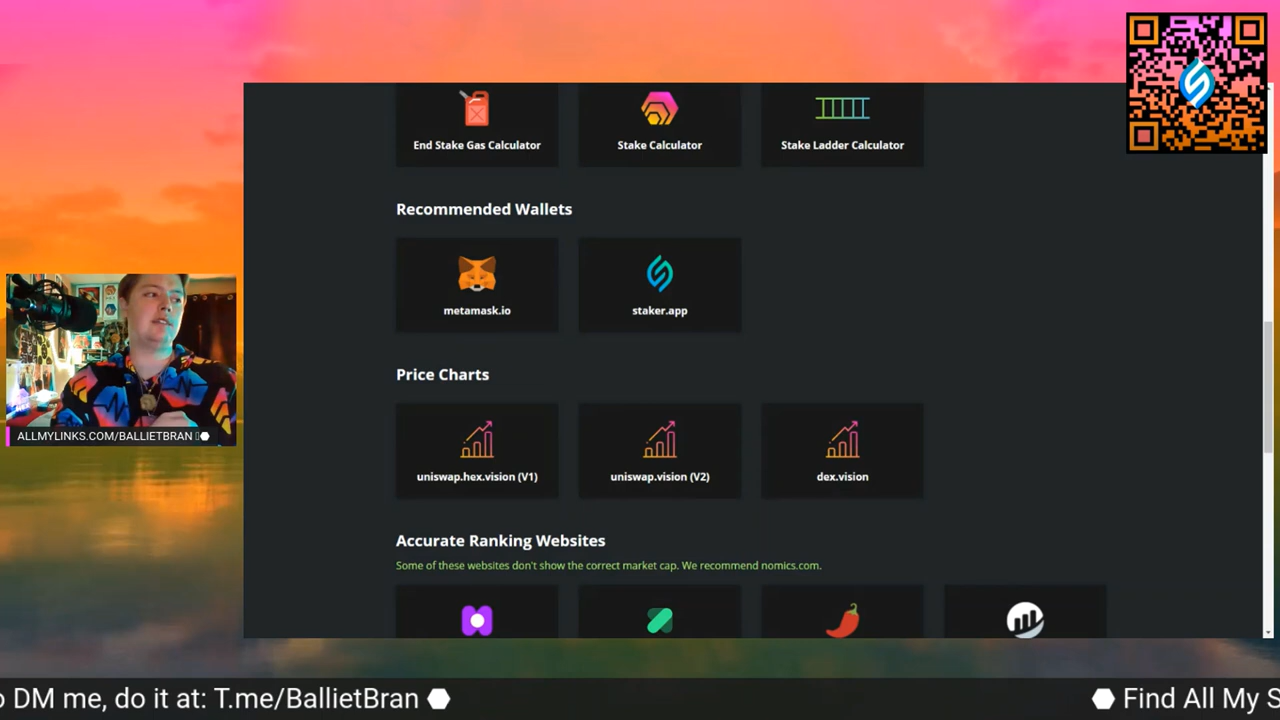 End Stake Gas Calculator
Stake Calculator
Stake Ladder Calculator
Recommended Wallets
metamask.io
staker.app
Price Charts
uniswap.hex.vision (V1)
uniswap.vision (V2)
dex.vision
Accurate Ranking Websites
Some of these websites don't show the correct market cap. We recommend nomics.com.
ALLMYLINKS.COM/BALLIETBRAN
DM me, do it at: T.me/BallietBran
Find All My